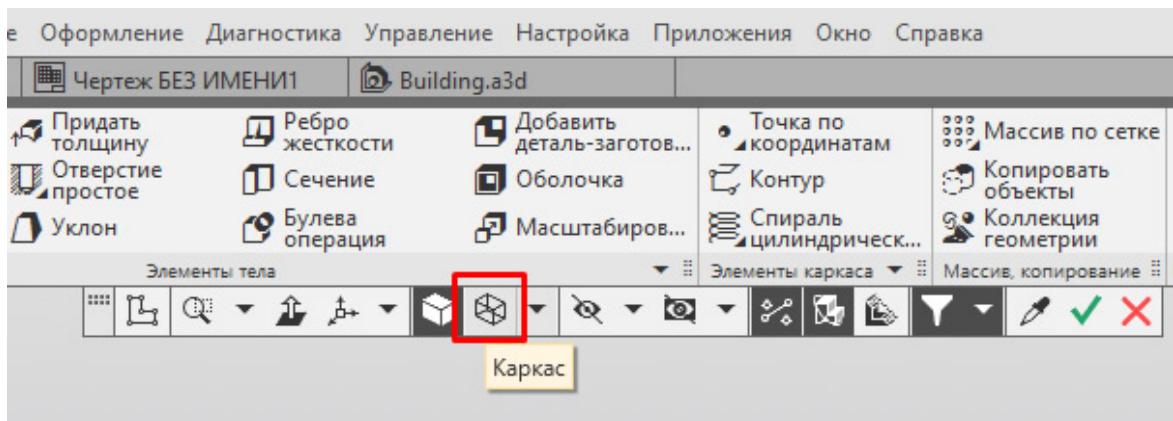 е Оформление Диагностика Управление Настройка Приложения Окно Справка
Чертеж БЕЗ ИМЕНИ1
Building.a3d
Придать
толщину
Ребро
жесткости
Добавить
деталь-заготов...
Точка по
координатам
Массив по сетке
Отверстие
простое
Сечение
Оболочка
Контур
Копировать
объекты
Уклон
Булева
операция
Масштабиров...
Спираль
цилиндрическ...
Коллекция
геометрии
Элементы тела
Элементы каркаса
Массив, копирование
Каркас